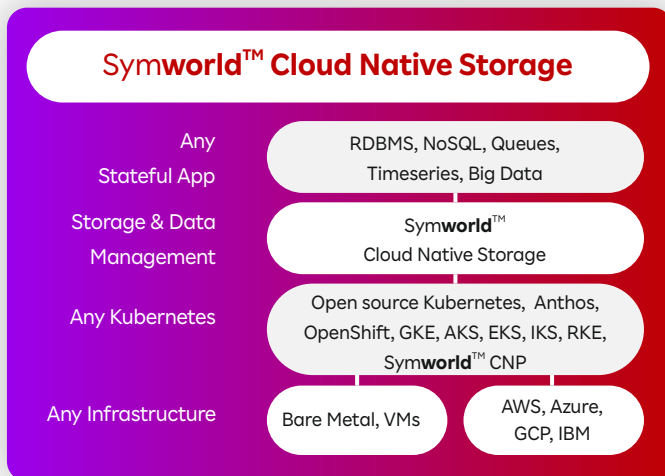 Symworld™ Cloud Native Storage
Any
Stateful App
RDBMS, NoSQL, Queues,
Timeseries, Big Data
Storage & Data
Management
Symworld™
Cloud Native Storage
Any Kubernetes
Open source Kubernetes, Anthos,
OpenShift, GKE, AKS, EKS, IKS, RKE,
Symworld™ CNP
Any Infrastructure
Bare Metal, VMs
AWS, Azure,
GCP, IBM